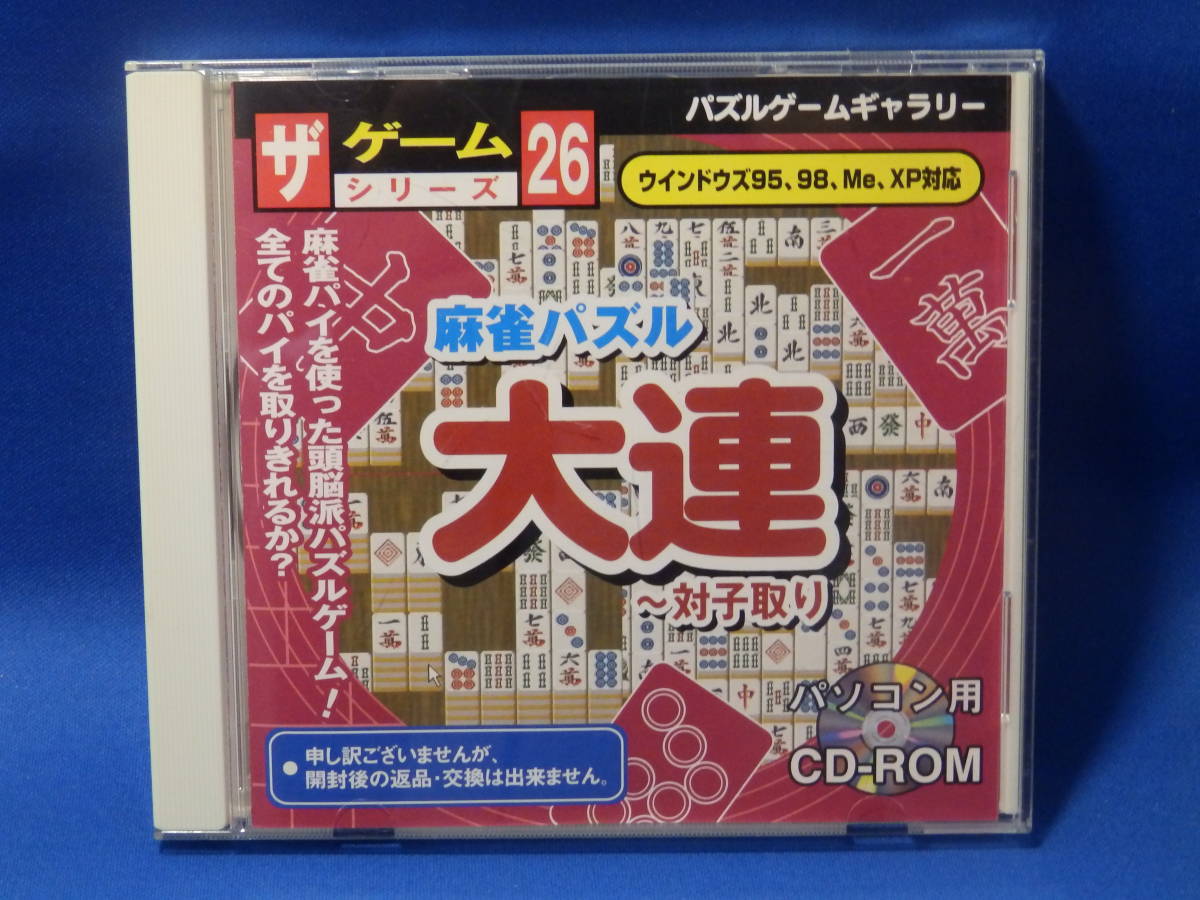 パズルゲームギャラリー
ザ
ゲーム
シリーズ
26
ウインドウズ95、98、Me、XP対応
麻雀パイを使った頭脳派パズルゲーム!
全てのパイを取りきれるか?
麻雀パズル
大連
~対子取り
一
萬
中
パソコン用
CD-ROM
●申し訳ございませんが、
開封後の返品・交換は出来ません。